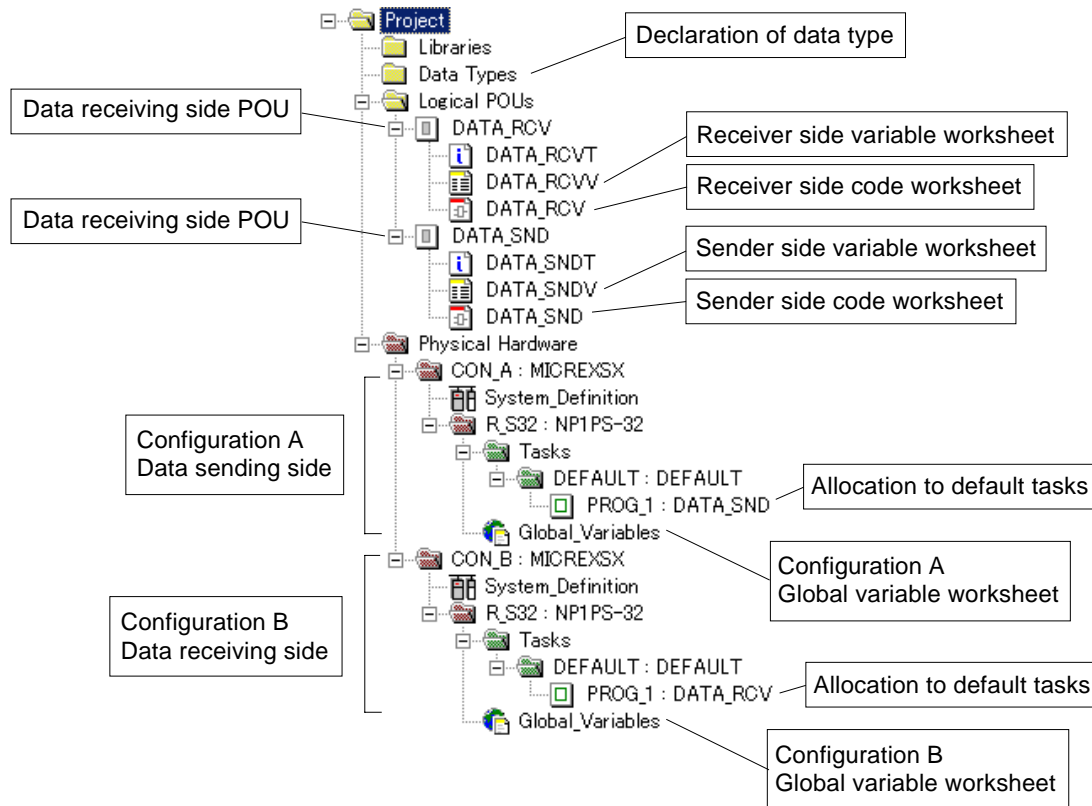 Project
Libraries
Declaration of data type
Data Types
Data receiving side POU
Logical POUs
DATA_RCV
DATA_RCVT
Receiver side variable worksheet
DATA_RCVV
Receiver side code worksheet
DATA_RCV
Data receiving side POU
DATA_SND
DATA_SNDT
Sender side variable worksheet
DATA_SNDV
Sender side code worksheet
DATA_SND
Physical Hardware
CON_A : MICREXSX
System_Definition
R_S32 : NP1PS-32
Configuration A
Data sending side
Tasks
DEFAULT : DEFAULT
Allocation to default tasks
PROG_1 : DATA_SND
Global_Variables
CON_B : MICREXSX
Configuration A
Global variable worksheet
System_Definition
R_S32 : NP1PS-32
Configuration B
Data receiving side
Tasks
DEFAULT : DEFAULT
Allocation to default tasks
PROG_1 : DATA_RCV
Global_Variables
Configuration B
Global variable worksheet